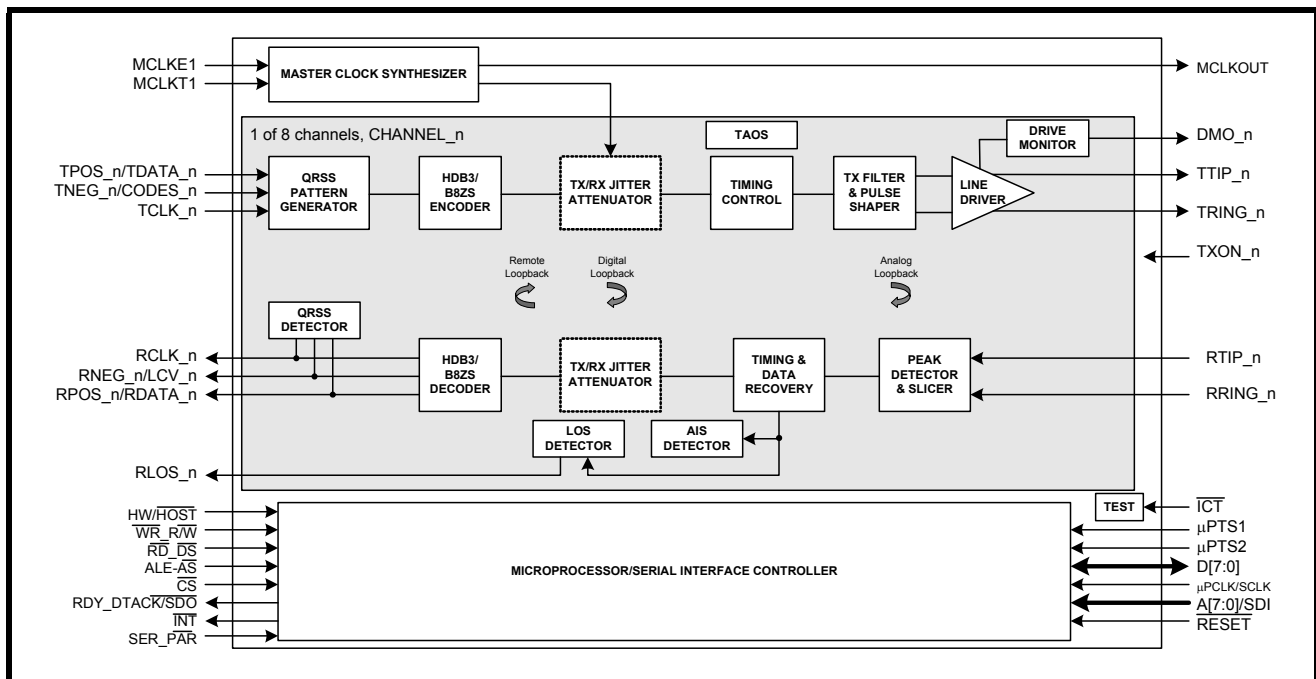 MCLKE1
MCLKT1
MASTER CLOCK SYNTHESIZER
MCLKOUT
1 of 8 channels, CHANNEL_n
TAOS
DRIVE
MONITOR
DMO_n
TPOS_n/TDATA_n
TNEG_n/CODES_n
TCLK_n
QRSS
PATTERN
GENERATOR
HDB3/
B8ZS
ENCODER
TX/RX JITTER
ATTENUATOR
TIMING
CONTROL
TX FILTER
& PULSE
SHAPER
LINE
DRIVER
TTIP_n
TRING_n
TXON_n
Remote
Loopback
Digital
Loopback
Analog
Loopback
QRSS
DETECTOR
RCLK_n
RNEG_n/LCV_n
RPOS_n/RDATA_n
HDB3/
B8ZS
DECODER
TX/RX JITTER
ATTENUATOR
TIMING &
DATA
RECOVERY
PEAK
DETECTOR
& SLICER
RTIP_n
RRING_n
LOS
DETECTOR
AIS
DETECTOR
RLOS_n
TEST
ICT
HW/HOST
WR_R/W
RD_DS
ALE-AS
CS
RDY_DTACK/SDO
INT
SER_PAR
MICROPROCESSOR/SERIAL INTERFACE CONTROLLER
µPTS1
µPTS2
D[7:0]
µPCLK/SCLK
A[7:0]/SDI
RESET